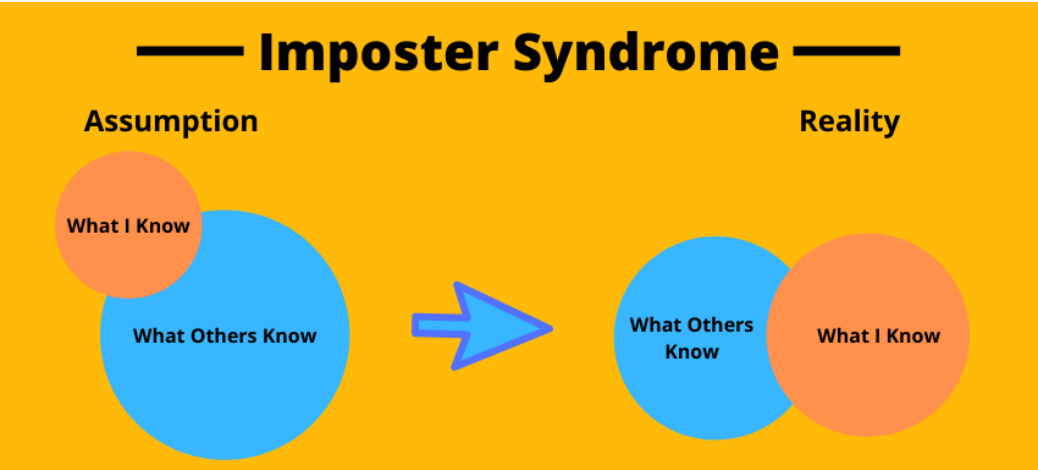 Imposter Syndrome
Assumption
Reality
What I Know
What Others Know
What Others
Know
What I Know